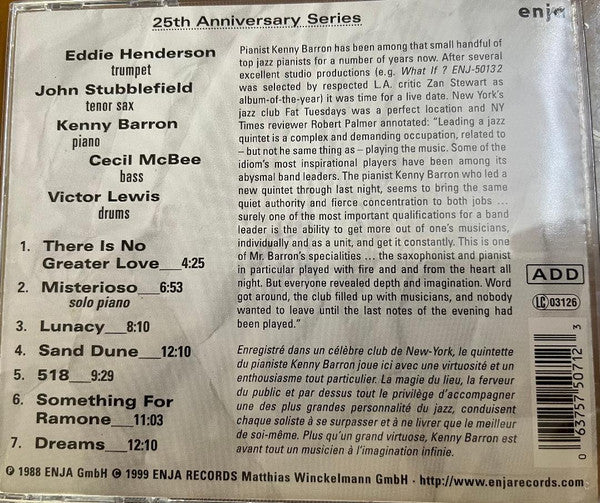 25th Anniversary Series
enja
Eddie Henderson
trumpet
John Stubblefield
tenor sax
Kenny Barron
piano
Cecil McBee
bass
Victor Lewis
drums
1. There Is No
Greater Love__4:25
2. Misterioso__6:53
solo piano
3. Lunacy__8:10
4. Sand Dune__12:10
5. 518__9:29
6. Something For
Ramone__11:03
7. Dreams__12:10
Pianist Kenny Barron has been among that small handful of
top jazz pianists for a number of years now. After several
excellent studio productions (e.g. What If ? ENJ-50132
was selected by respected L.A. critic Zan Stewart as
album-of-the-year) it was time for a live date. New York's
jazz club Fat Tuesdays was a perfect location and NY
Times reviewer Robert Palmer annotated: "Leading a jazz
quintet is a complex and demanding occupation, related to
– but not he same thing as – playing the music. Some of the
idiom's most inspirational players have been among its
abysmal band leaders. The pianist Kenny Barron who led a
new quintet through last night, seems to bring the same
quiet authority and fierce concentration to both jobs ...
surely one of the most important qualifications for a band
leader is the ability to get more out of one's musicians,
individually and as a unit, and get it constantly. This is one
of Mr. Barron's specialities ... the saxophonist and pianist
in particular played with fire and and from the heart all
night. But everyone revealed depth and imagination. Word
got around, the club filled up with musicians, and nobody
wanted to leave until the last notes of the evening had
been played."
Enregistré dans un célèbre club de New-York, le quintette
du pianiste Kenny Barron joue ici avec une virtuosité et un
enthousiasme tout particulier. La magie du lieu, la ferveur
du public et par dessus tout le privilège d'accompagner
une des plus grandes personnalité du jazz, conduisent
chaque soliste à se surpasser et à ne livrer que le meilleur
de soi-même. Plus qu'un grand virtuose, Kenny Barron est
avant tout un musicien à l'imagination infinie.
ADD
LC 03126
0 63757 50712 3
℗ 1988 ENJA GmbH © 1999 ENJA RECORDS Matthias Winckelmann GmbH · http://www.enjarecords.com